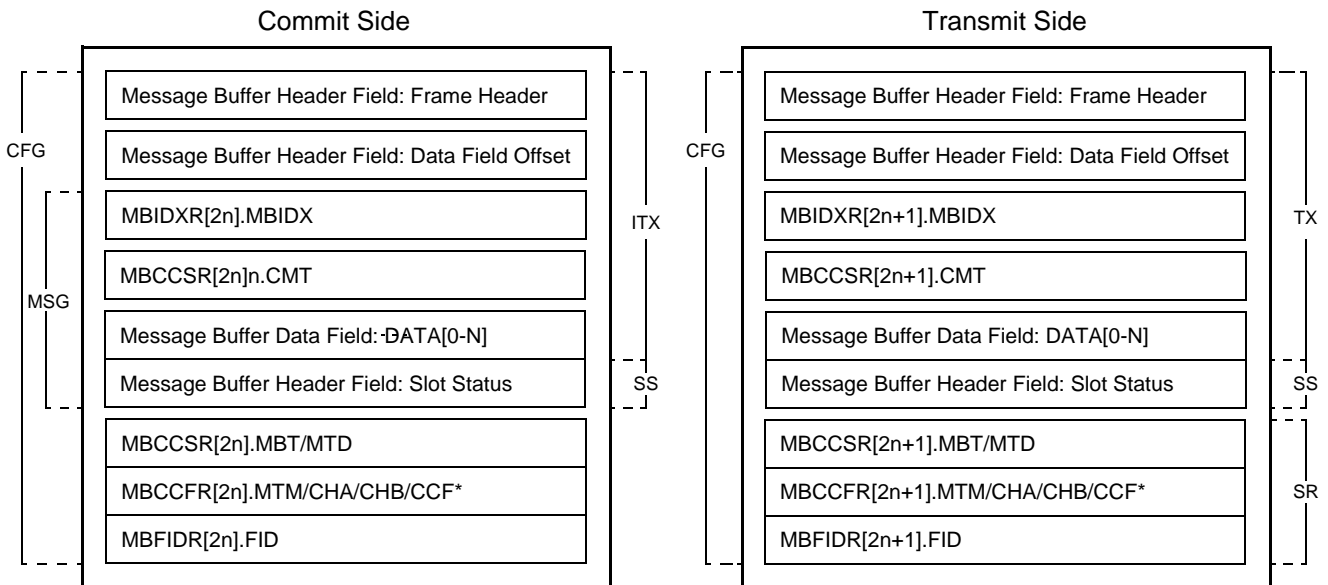 Commit Side
CFG
MSG
Message Buffer Header Field: Frame Header
Message Buffer Header Field: Data Field Offset
MBIDXR[2n].MBIDX
MBCCSR[2n]n.CMT
Message Buffer Data Field: DATA[0-N]
Message Buffer Header Field: Slot Status
MBCCSR[2n].MBT/MTD
MBCCFR[2n].MTM/CHA/CHB/CCF*
MBFIDR[2n].FID
ITX
SS
Transmit Side
CFG
Message Buffer Header Field: Frame Header
Message Buffer Header Field: Data Field Offset
MBIDXR[2n+1].MBIDX
MBCCSR[2n+1].CMT
Message Buffer Data Field: DATA[0-N]
Message Buffer Header Field: Slot Status
MBCCSR[2n+1].MBT/MTD
MBCCFR[2n+1].MTM/CHA/CHB/CCF*
MBFIDR[2n+1].FID
TX
SS
SR